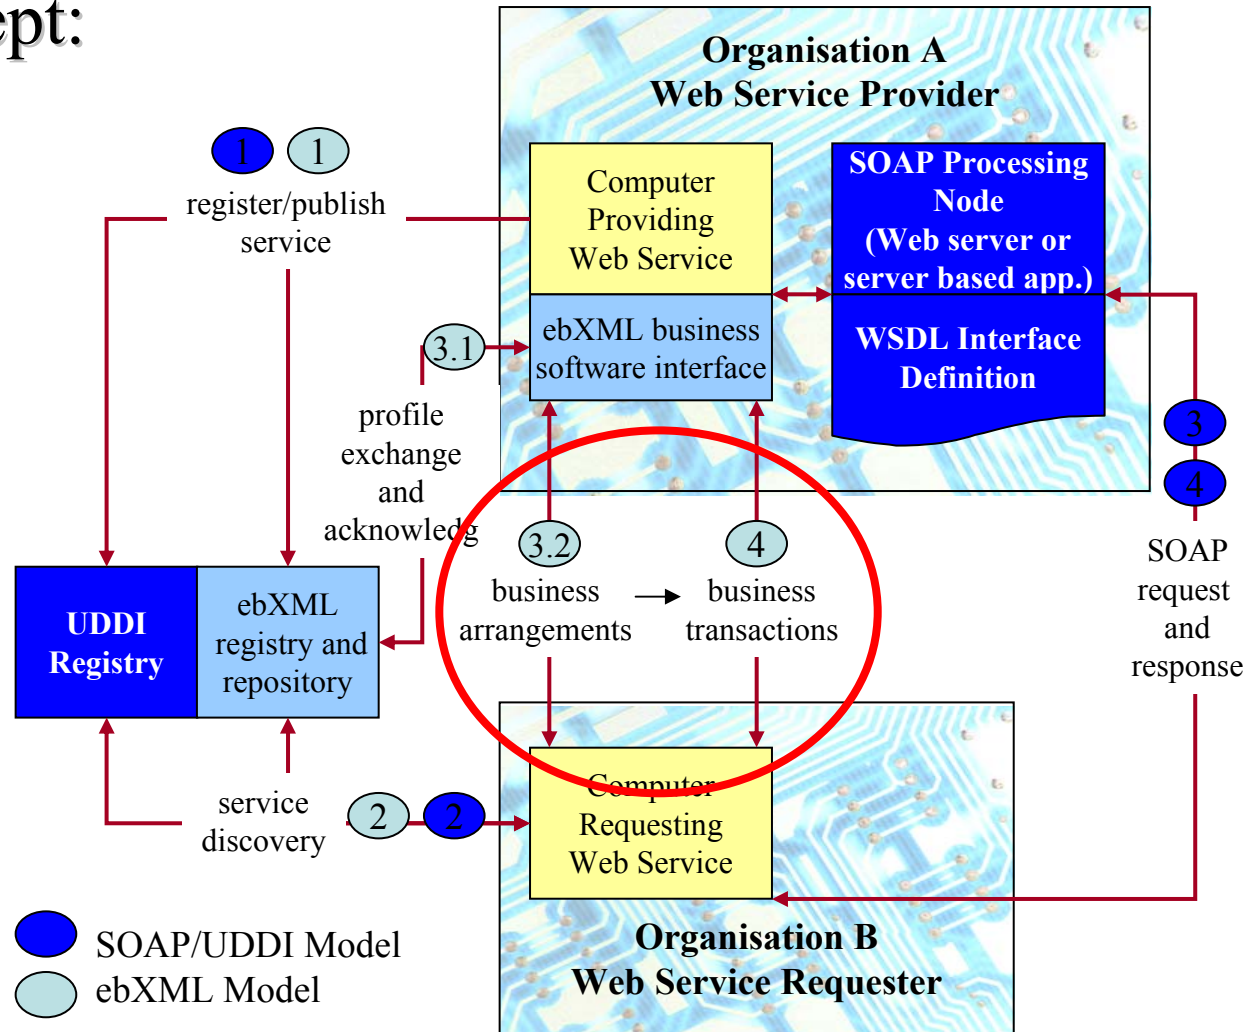 ept:
Organisation A
Web Service Provider
1
1
register/publish
service
Computer
Providing
Web Service
SOAP Processing
Node
(Web server or
server based app.)
ebXML business
software interface
WSDL Interface
Definition
3.1
profile
exchange
and
acknowledg
3
4
3.2
4
business
arrangements
business
transactions
SOAP
request
and
response
UDDI
Registry
ebXML
registry and
repository
service
discovery
2
2
Computer
Requesting
Web Service
SOAP/UDDI Model
ebXML Model
Organisation B
Web Service Requester